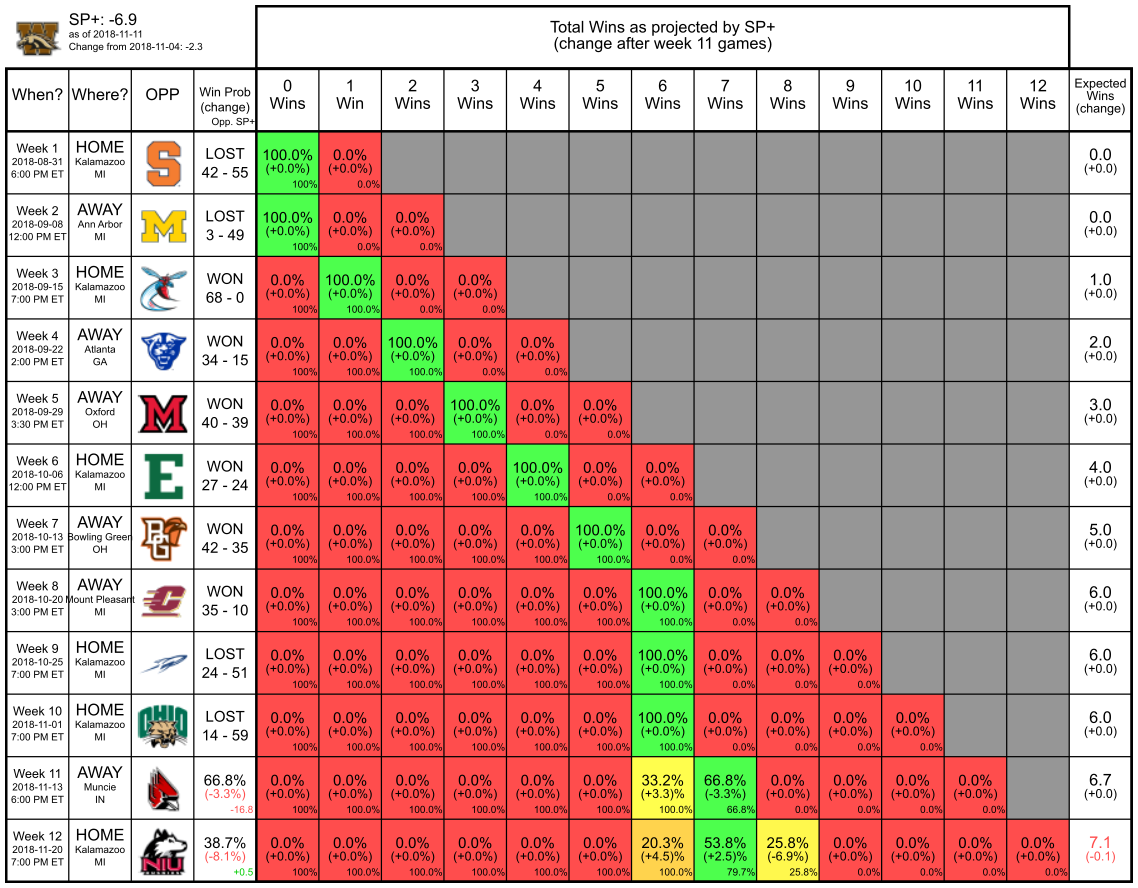 SP+: -6.9
as of 2018-11-11
Change from 2018-11-04: -2.3
Total Wins as projected by SP+
(change after week 11 games)
When? Where? OPP Win Prob (change) Opp. SP+ 0 Wins 1 Win 2 Wins 3 Wins 4 Wins 5 Wins 6 Wins 7 Wins 8 Wins 9 Wins 10 Wins 11 Wins 12 Wins Expected Wins (change)
Week 1 HOME S LOST 100.0% 0.0% 0.0
2018-08-31 Kalamazoo (+0.0%) (+0.0%) (+0.0)
6:00 PM ET MI 42 - 55 100% 0.0%
Week 2 AWAY M LOST 100.0% 0.0% 0.0% 0.0
2018-09-08 Ann Arbor (+0.0%) (+0.0%) (+0.0%) (+0.0)
12:00 PM ET MI 3 - 49 100% 0.0% 0.0%
Week 3 HOME WON 0.0% 100.0% 0.0% 0.0% 1.0
2018-09-15 Kalamazoo (+0.0%) (+0.0%) (+0.0%) (+0.0%) (+0.0)
7:00 PM ET MI 68 - 0 100% 100.0% 0.0% 0.0%
Week 4 AWAY WON 0.0% 0.0% 100.0% 0.0% 0.0% 2.0
2018-09-22 Atlanta (+0.0%) (+0.0%) (+0.0%) (+0.0%) (+0.0%) (+0.0)
2:00 PM ET GA 34 - 15 100% 100.0% 100.0% 0.0% 0.0%
Week 5 AWAY M WON 0.0% 0.0% 0.0% 100.0% 0.0% 0.0% 3.0
2018-09-29 Oxford (+0.0%) (+0.0%) (+0.0%) (+0.0%) (+0.0%) (+0.0%) (+0.0)
3:30 PM ET OH 40 - 39 100% 100.0% 100.0% 100.0% 0.0% 0.0%
Week 6 HOME E WON 0.0% 0.0% 0.0% 0.0% 100.0% 0.0% 0.0% 4.0
2018-10-06 Kalamazoo (+0.0%) (+0.0%) (+0.0%) (+0.0%) (+0.0%) (+0.0%) (+0.0%) (+0.0)
12:00 PM ET MI 27 - 24 100% 100.0% 100.0% 100.0% 100.0% 0.0% 0.0%
Week 7 AWAY BG WON 0.0% 0.0% 0.0% 0.0% 0.0% 100.0% 0.0% 0.0% 5.0
2018-10-13 Bowling Green (+0.0%) (+0.0%) (+0.0%) (+0.0%) (+0.0%) (+0.0%) (+0.0%) (+0.0%) (+0.0)
3:00 PM ET OH 42 - 35 100% 100.0% 100.0% 100.0% 100.0% 100.0% 0.0% 0.0%
Week 8 AWAY C WON 0.0% 0.0% 0.0% 0.0% 0.0% 0.0% 100.0% 0.0% 0.0% 6.0
2018-10-20 Mount Pleasant (+0.0%) (+0.0%) (+0.0%) (+0.0%) (+0.0%) (+0.0%) (+0.0%) (+0.0%) (+0.0%) (+0.0)
3:00 PM ET MI 35 - 10 100% 100.0% 100.0% 100.0% 100.0% 100.0% 100.0% 0.0% 0.0%
Week 9 HOME LOST 0.0% 0.0% 0.0% 0.0% 0.0% 0.0% 100.0% 0.0% 0.0% 0.0% 6.0
2018-10-25 Kalamazoo (+0.0%) (+0.0%) (+0.0%) (+0.0%) (+0.0%) (+0.0%) (+0.0%) (+0.0%) (+0.0%) (+0.0%) (+0.0)
7:00 PM ET MI 24 - 51 100% 100.0% 100.0% 100.0% 100.0% 100.0% 100.0% 0.0% 0.0% 0.0%
Week 10 HOME OHIO LOST 0.0% 0.0% 0.0% 0.0% 0.0% 0.0% 100.0% 0.0% 0.0% 0.0% 0.0% 6.0
2018-11-01 Kalamazoo (+0.0%) (+0.0%) (+0.0%) (+0.0%) (+0.0%) (+0.0%) (+0.0%) (+0.0%) (+0.0%) (+0.0%) (+0.0%) (+0.0)
7:00 PM ET MI 14 - 59 100% 100.0% 100.0% 100.0% 100.0% 100.0% 100.0% 0.0% 0.0% 0.0% 0.0%
Week 11 AWAY 66.8% 0.0% 0.0% 0.0% 0.0% 0.0% 0.0% 33.2% 66.8% 0.0% 0.0% 0.0% 0.0% 6.7
2018-11-13 Muncie (-3.3%) (+0.0%) (+0.0%) (+0.0%) (+0.0%) (+0.0%) (+0.0%) (+3.3)% (-3.3%) (+0.0%) (+0.0%) (+0.0%) (+0.0%) (+0.0)
6:00 PM ET IN -16.8 100% 100.0% 100.0% 100.0% 100.0% 100.0% 100.0% 66.8% 0.0% 0.0% 0.0% 0.0%
Week 12 HOME NIU 38.7% 0.0% 0.0% 0.0% 0.0% 0.0% 0.0% 20.3% 53.8% 25.8% 0.0% 0.0% 0.0% 0.0% 7.1
2018-11-20 Kalamazoo (-8.1%) (+0.0%) (+0.0%) (+0.0%) (+0.0%) (+0.0%) (+0.0%) (+4.5)% (+2.5)% (-6.9%) (+0.0%) (+0.0%) (+0.0%) (+0.0%) (-0.1)
7:00 PM ET MI +0.5 100% 100.0% 100.0% 100.0% 100.0% 100.0% 100.0% 79.7% 25.8% 0.0% 0.0% 0.0% 0.0%